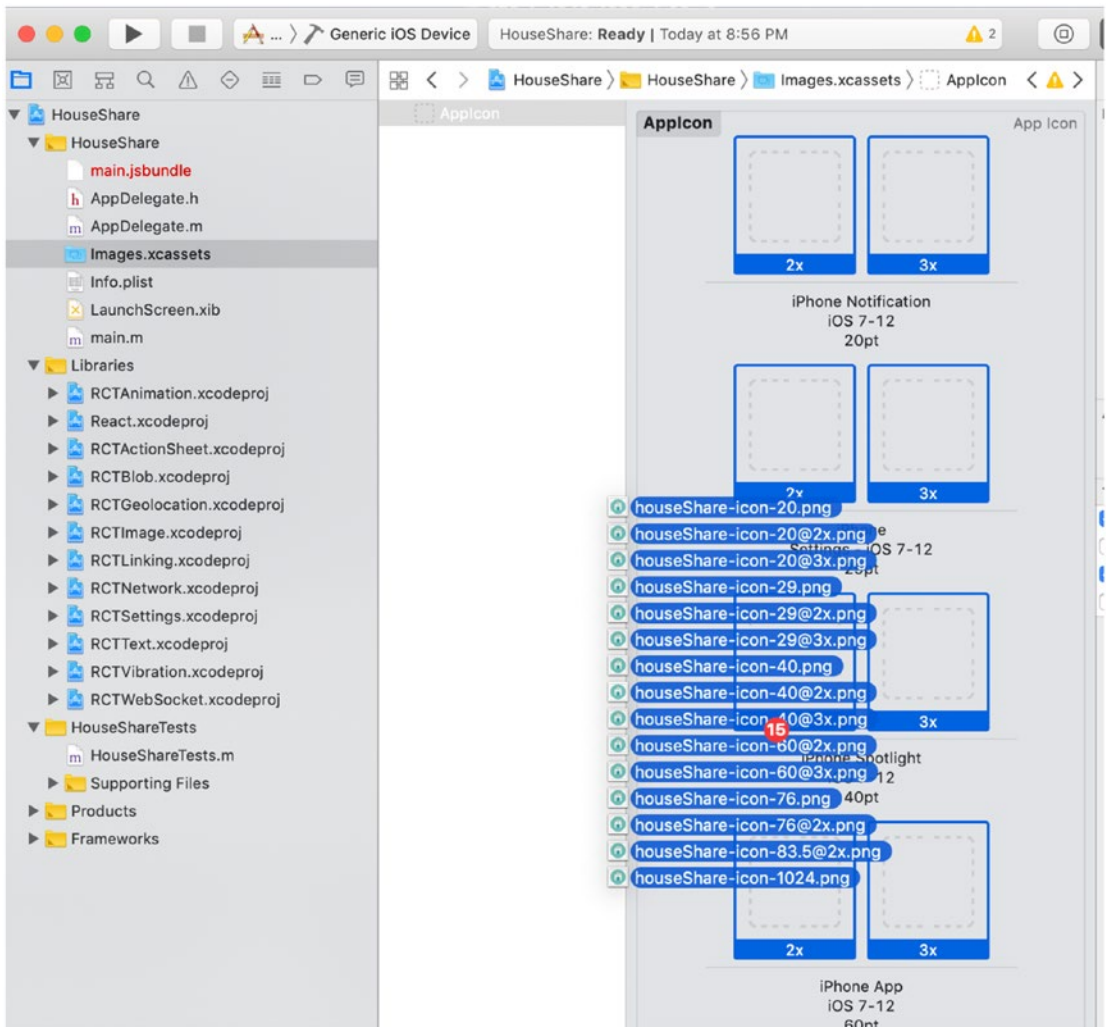 ... Generic iOS Device
HouseShare: Ready | Today at 8:56 PM
2
HouseShare
HouseShare
Images.xcassets
AppIcon
HouseShare
HouseShare
main.jsbundle
h AppDelegate.h
m AppDelegate.m
Images.xcassets
Info.plist
LaunchScreen.xib
m main.m
Libraries
RCTAnimation.xcodeproj
React.xcodeproj
RCTActionSheet.xcodeproj
RCTBlob.xcodeproj
RCTGeolocation.xcodeproj
RCTImage.xcodeproj
RCTLinking.xcodeproj
RCTNetwork.xcodeproj
RCTSettings.xcodeproj
RCTText.xcodeproj
RCTVibration.xcodeproj
RCTWebSocket.xcodeproj
HouseShareTests
m HouseShareTests.m
Supporting Files
Products
Frameworks
AppIcon
AppIcon
App Icon
2x 3x
iPhone Notification
iOS 7-12
20pt
2x 3x
Settings - iOS 7-12
houseShare-icon-20.png
houseShare-icon-20@2x.png
houseShare-icon-20@3x.png
houseShare-icon-29.png
houseShare-icon-29@2x.png
houseShare-icon-29@3x.png
houseShare-icon-40.png
houseShare-icon-40@2x.png
houseShare-icon-40@3x.png
15
houseShare-icon-60@2x.png
houseShare-icon-60@3x.png
houseShare-icon-76.png
houseShare-icon-76@2x.png
houseShare-icon-83.5@2x.png
houseShare-icon-1024.png
3x
iPhone Spotlight
12
40pt
2x 3x
iPhone App
iOS 7-12
60pt